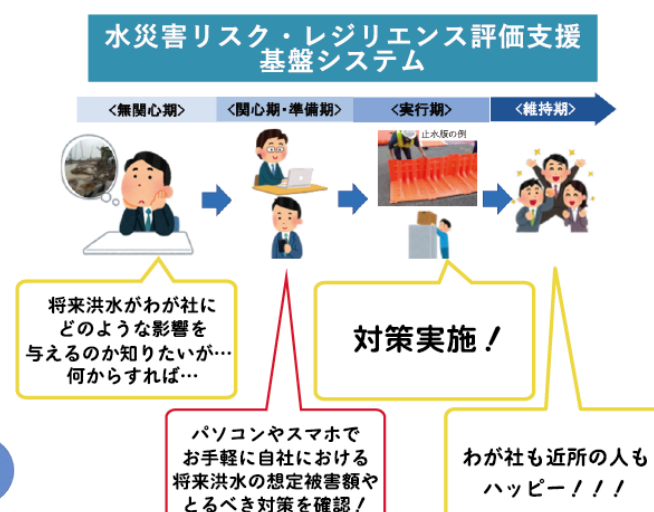 水災害リスク・レジリエンス評価支援
基盤システム
<無関心期>
<関心期・準備期>
<実行期>
<維持期>
止水版の例
将来洪水がわが社に
どのような影響を
与えるのか知りたいが…
何からすれば…
対策実施！
パソコンやスマホで
お手軽に自社における
将来洪水の想定被害額や
とるべき対策を確認！
わが社も近所の人も
ハッピー！！！